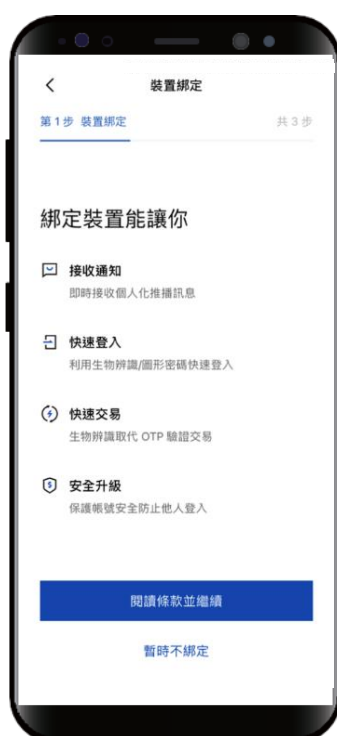 裝置綁定
第 1 步 裝置綁定 共 3 步
綁定裝置能讓你
接收通知
即時接收個人化推播訊息
快速登入
利用生物辨識/圖形密碼快速登入
快速交易
生物辨識取代 OTP 驗證交易
安全升級
保護帳號安全防止他人登入
閱讀條款並繼續
暫時不綁定